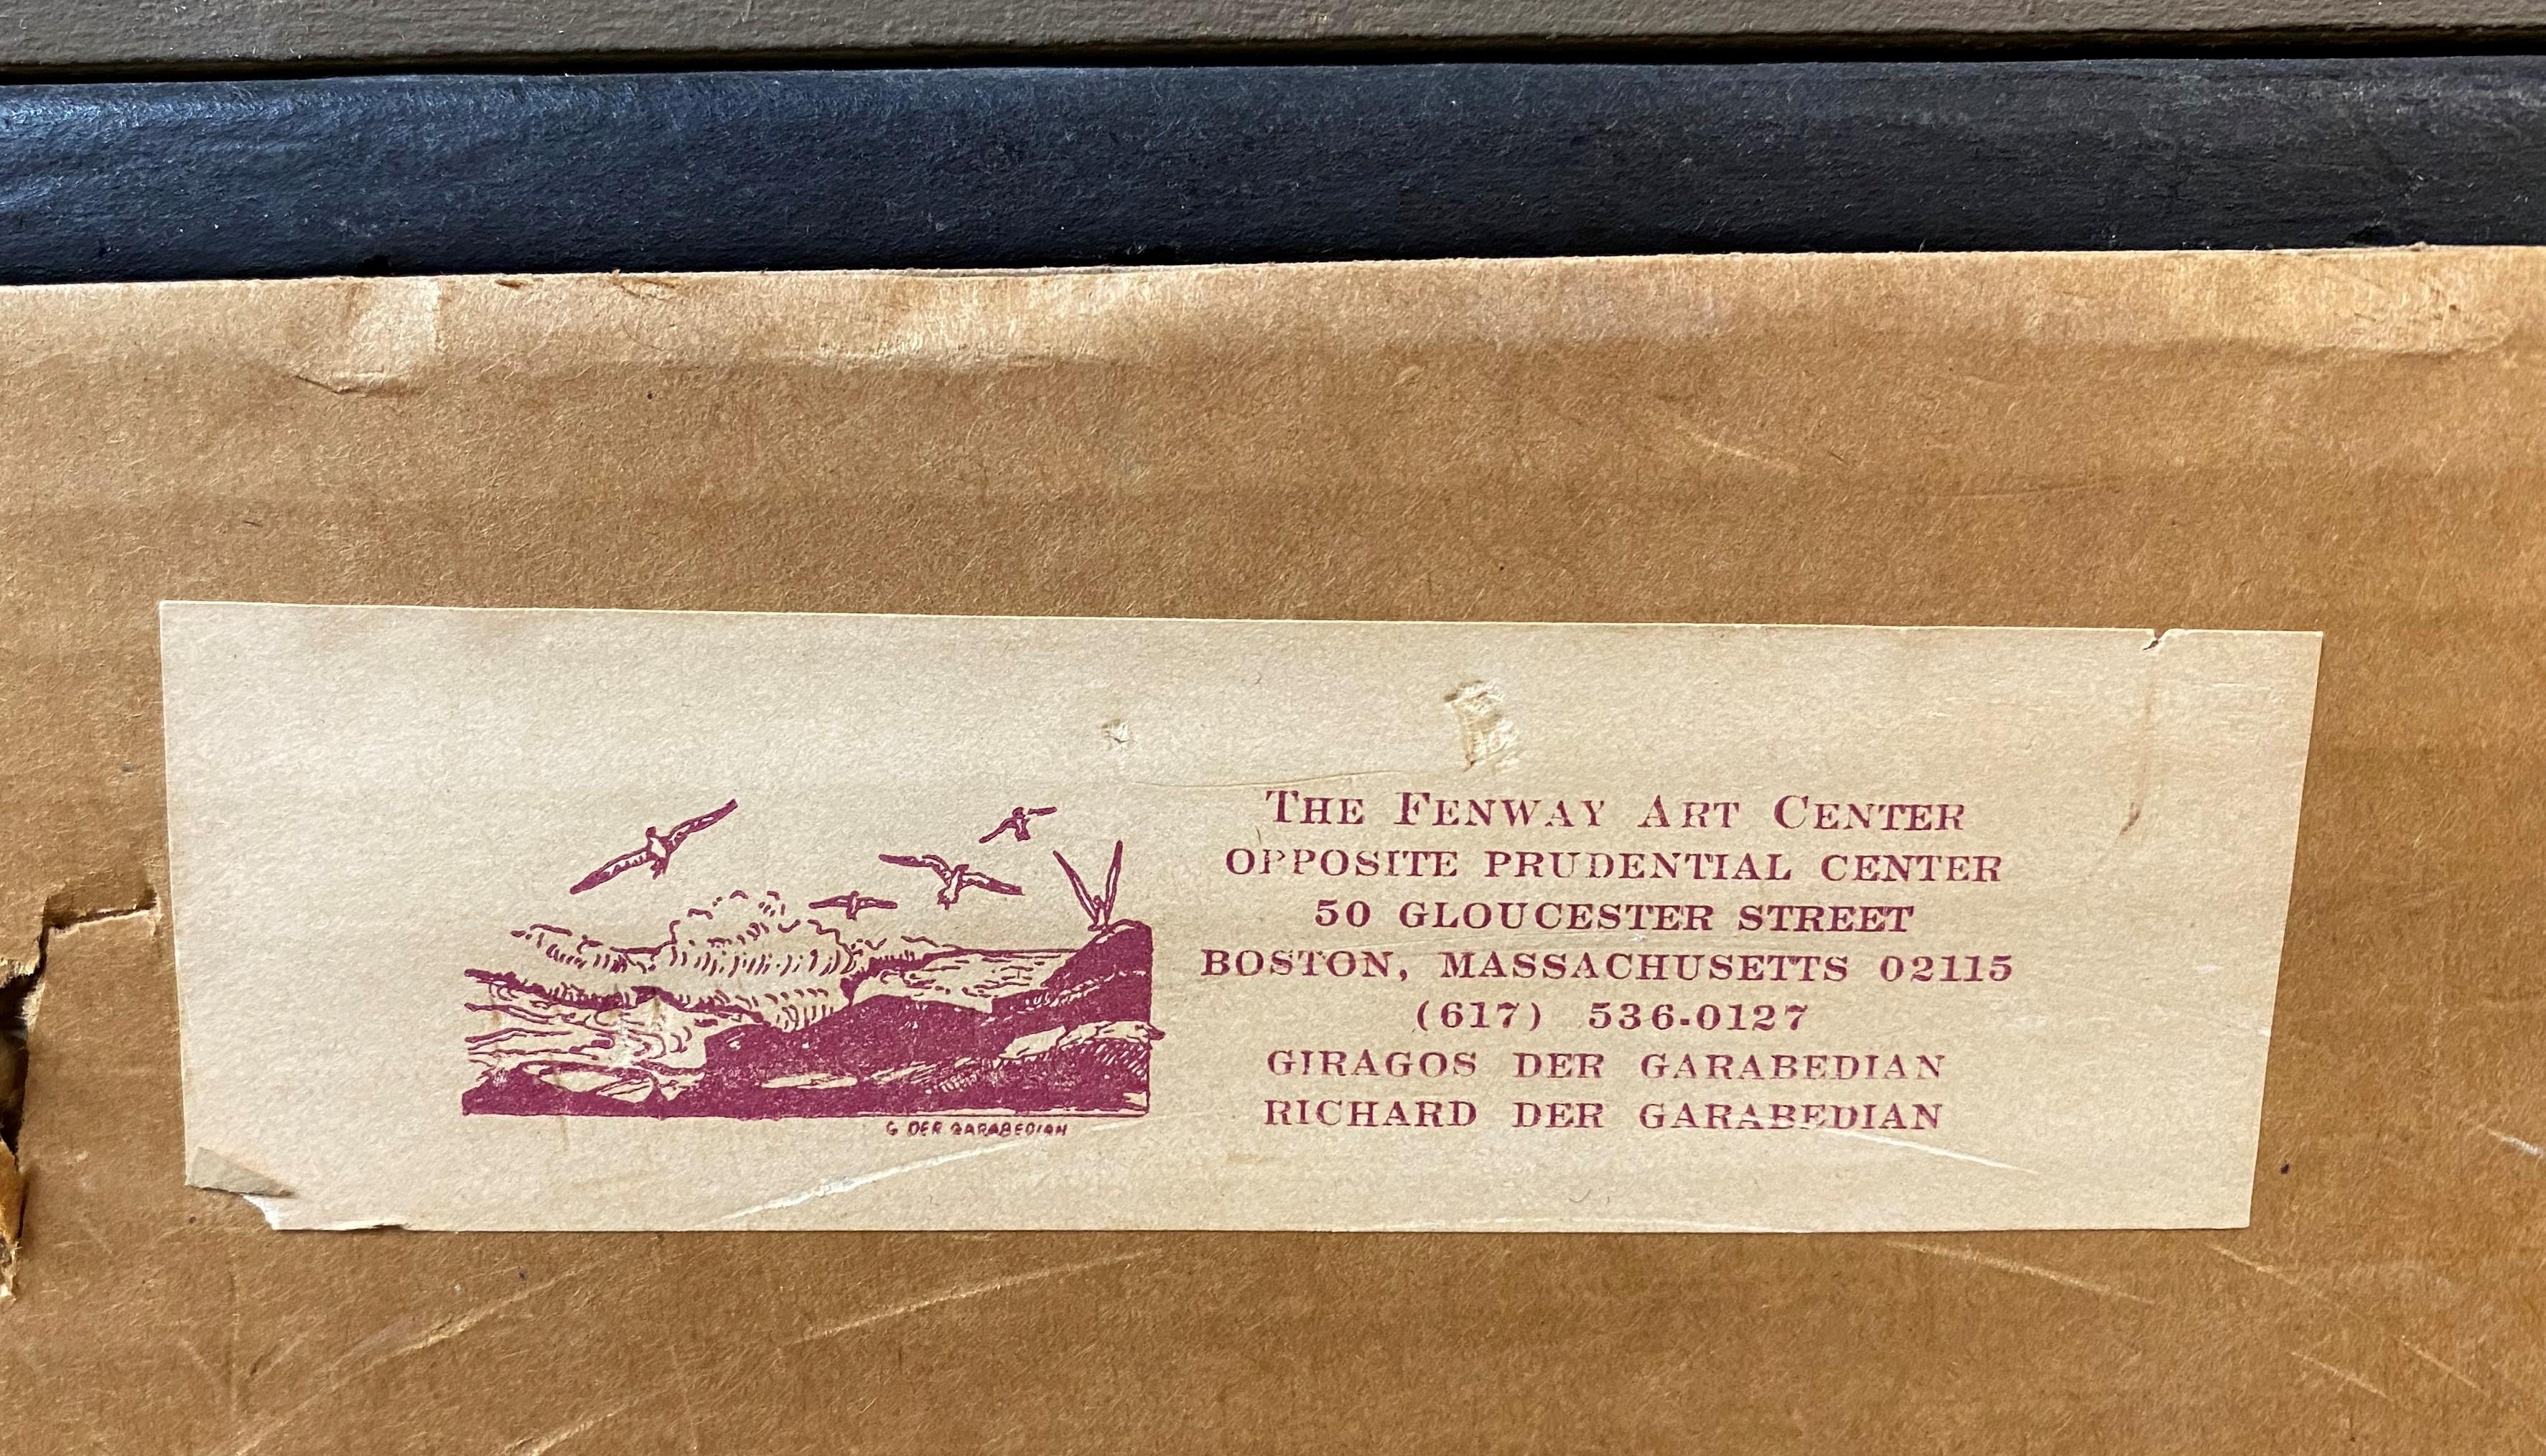 THE FENWAY ART CENTER
OPPOSITE PRUDENTIAL CENTER
50 GLOUCESTER STREET
BOSTON, MASSACHUSETTS 02115
(617) 536-0127
GIRAGOS DER GARABEDIAN
RICHARD DER GARABEDIAN
G DER GARABEDIAN